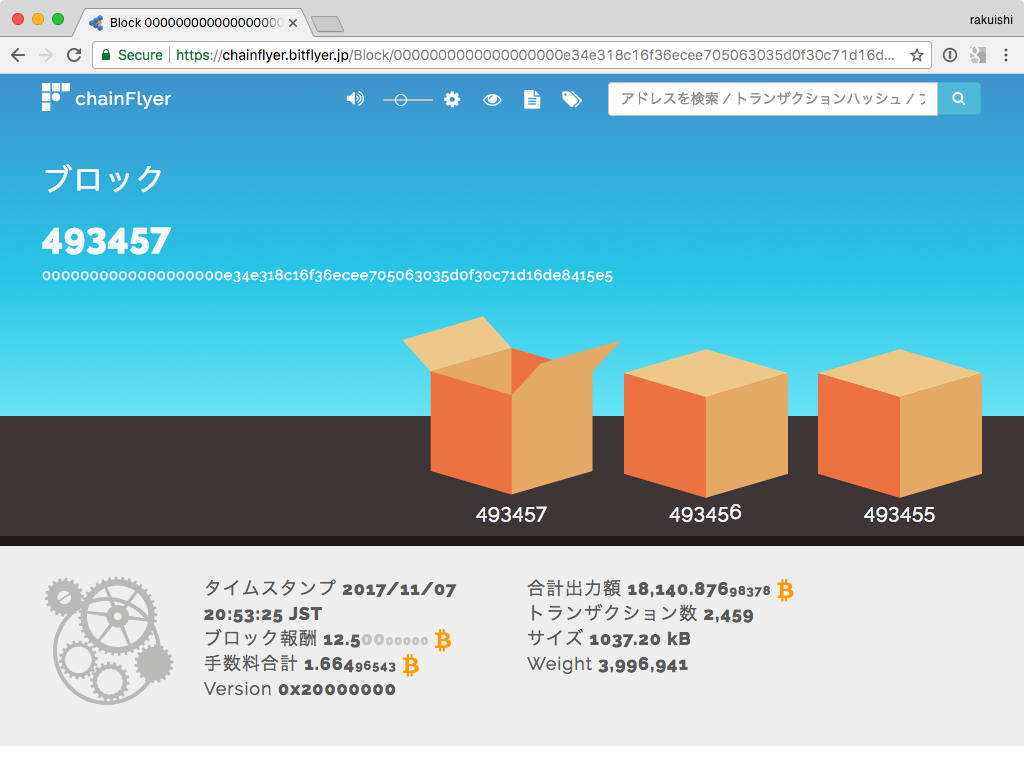 Block 00000000000000000
rakuishi
Secure https://chainflyer.bitflyer.jp/Block/0000000000000000000e34e318c16f36ecee705063035d0f30c71d16d...
chainFlyer
アドレスを検索 / トランザクションハッシュ / ブ
ブロック
493457
0000000000000000000e34e318c16f36ecee705063035d0f30c71d16de8415e5
493457
493456
493455
タイムスタンプ 2017/11/07
20:53:25 JST
ブロック報酬 12.50000000
手数料合計 1.66496543
Version 0x20000000
合計出力額 18,140.87698378
トランザクション数 2,459
サイズ 1037.20 kB
Weight 3,996,941